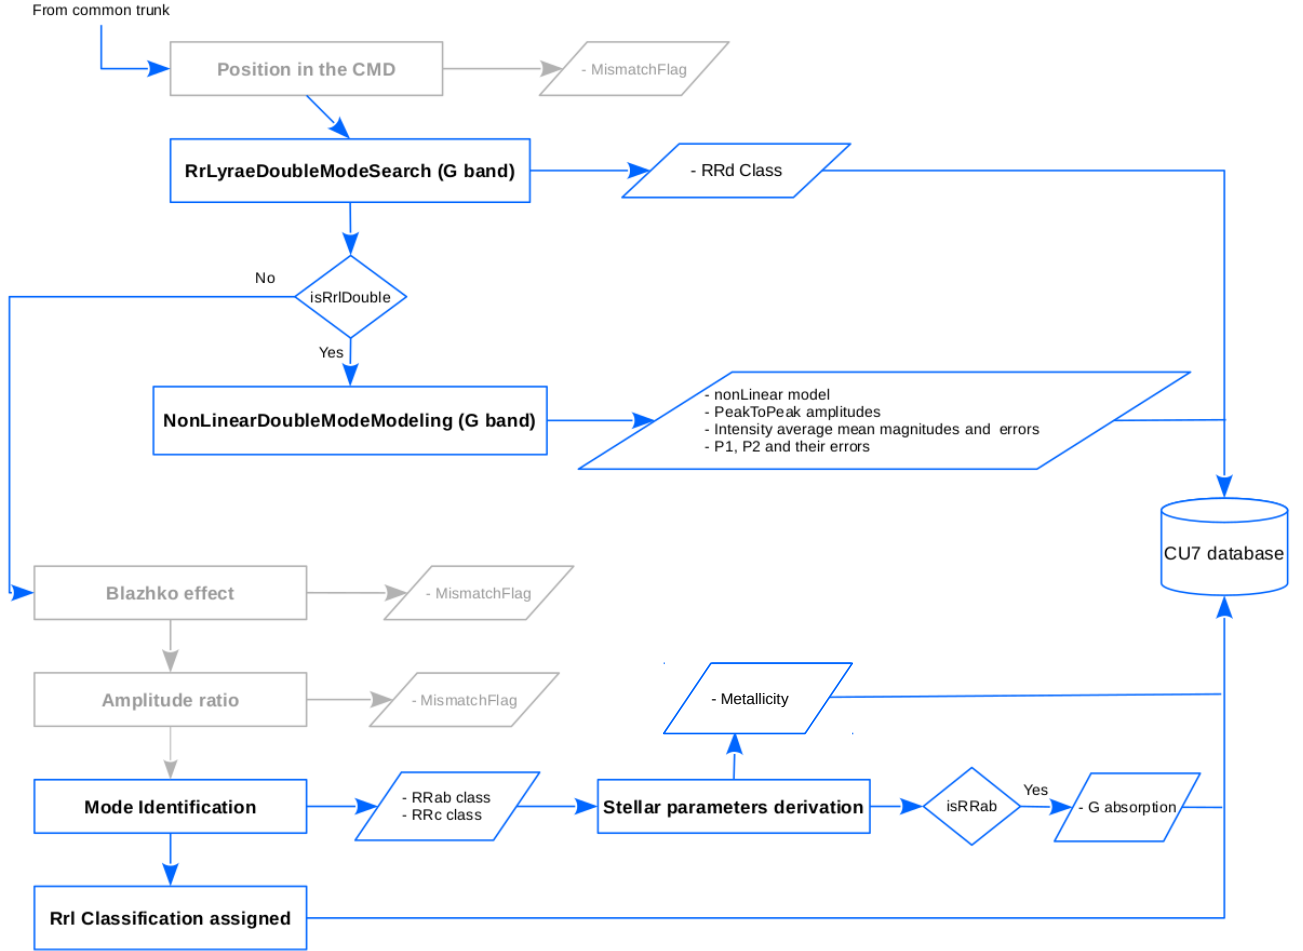 From common trunk
Position in the CMD
- MismatchFlag
RrLyraeDoubleModeSearch (G band)
- RRd Class
No
isRrlDouble
Yes
NonLinearDoubleModeModeling (G band)
- nonLinear model
- PeakToPeak amplitudes
- Intensity average mean magnitudes and errors
- P1, P2 and their errors
CU7 database
Blazhko effect
- MismatchFlag
Amplitude ratio
- MismatchFlag
- Metallicity
Mode Identification
- RRab class
- RRc class
Stellar parameters derivation
isRRab
Yes
- G absorption
Rrl Classification assigned